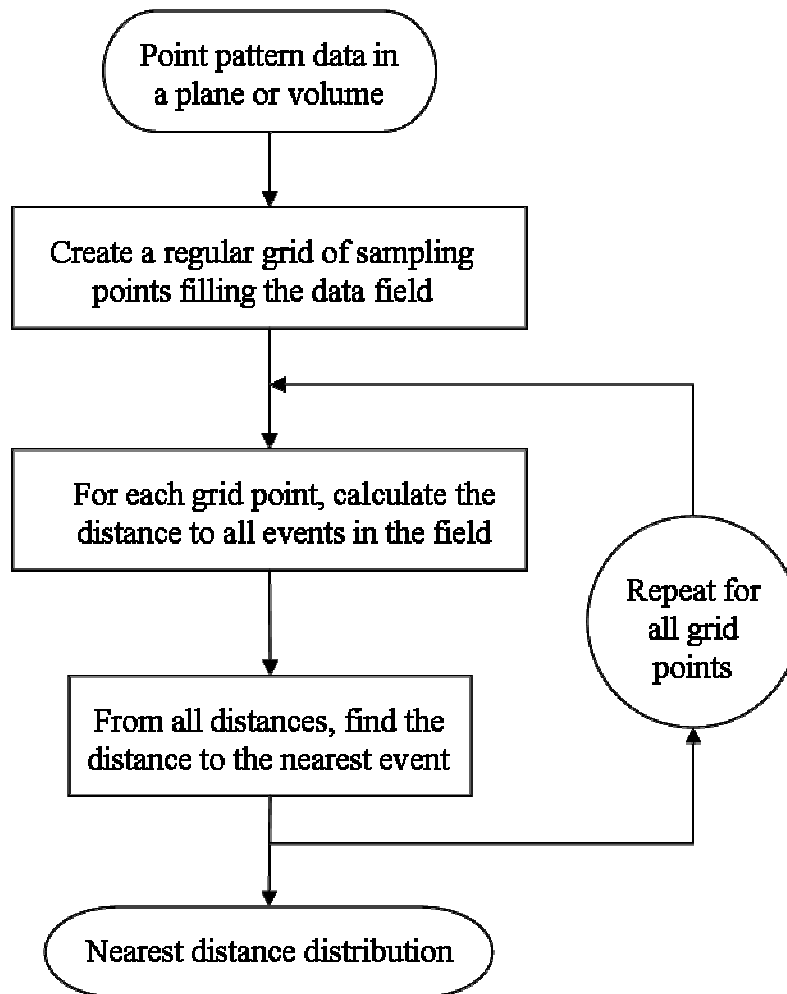 Point pattern data in
a plane or volume
Create a regular grid of sampling
points filling the data field
For each grid point, calculate the
distance to all events in the field
Repeat for
all grid
points
From all distances, find the
distance to the nearest event
Nearest distance distribution